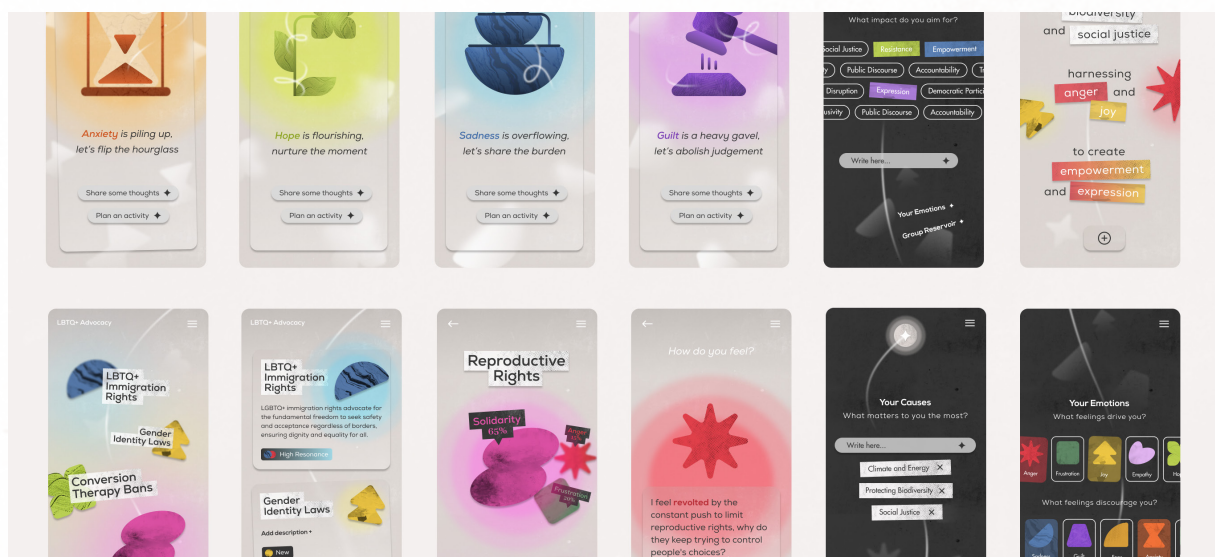 Anxiety is piling up,
let's flip the hourglass
Share some thoughts
Plan an activity
Hope is flourishing,
nurture the moment
Share some thoughts
Plan an activity
Sadness is overflowing,
let's share the burden
Share some thoughts
Plan an activity
Guilt is a heavy gavel,
let's abolish judgement
Share some thoughts
Plan an activity
What impact do you aim for?
Social Justice Resistance Empowerment
Public Discourse Accountability
Disruption Expression Democratic Partici
usivity Public Discourse Accountability
Write here...
Your Emotions
Group Reservoir
biodiversity
and social justice
harnessing
anger and
joy
to create
empowerment
and expression
LBTQ+ Advocacy
LBTQ+
Immigration
Rights
Gender
Identity Laws
Conversion
Therapy Bans
LBTQ+ Advocacy
LBTQ+
Immigration
Rights
LGBTQ+ immigration rights advocate for
the fundamental freedom to seek safety
and acceptance regardless of borders,
ensuring dignity and equality for all.
High Resonance
Gender
Identity Laws
Add description +
New
Reproductive
Rights
Solidarity
65%
Anger
Frustration
How do you feel?
I feel revolted by the
constant push to limit
reproductive rights, why do
they keep trying to control
people's choices?
Your Causes
What matters to you the most?
Write here...
Climate and Energy X
Protecting Biodiversity X
Social Justice X
Your Emotions
What feelings drive you?
Anger Frustration Joy Empathy Ho
What feelings discourage you?
Sadness Guilt Anxiety